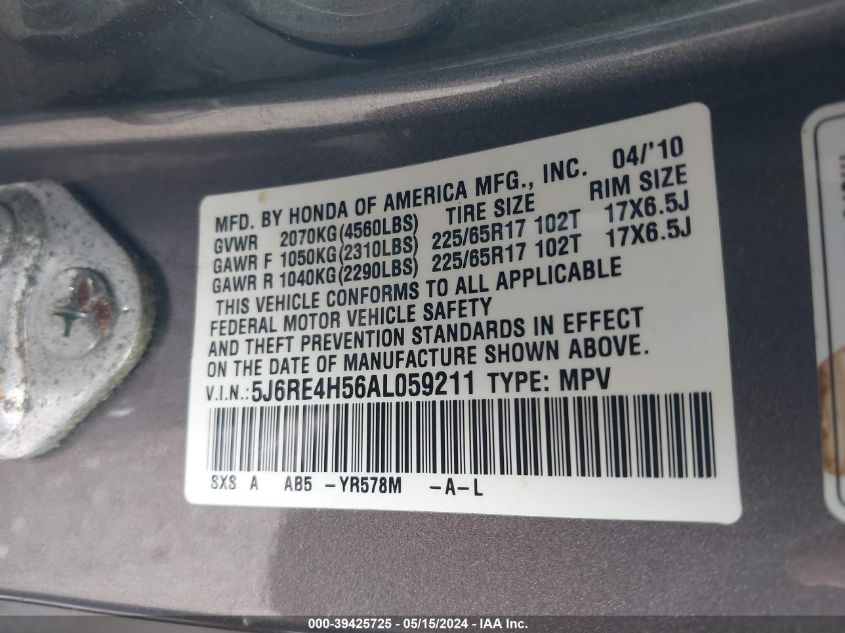 MFD. BY HONDA OF AMERICA MFG., INC. 04/'10
GVWR 2070KG(4560LBS) TIRE SIZE RIM SIZE
GAWR F 1050KG(2310LBS) 225/65R17 102T 17X6.5J
GAWR R 1040KG(2290LBS) 225/65R17 102T 17X6.5J
THIS VEHICLE CONFORMS TO ALL APPLICABLE
FEDERAL MOTOR VEHICLE SAFETY
AND THEFT PREVENTION STANDARDS IN EFFECT
ON THE DATE OF MANUFACTURE SHOWN ABOVE.
V.I.N.: 5J6RE4H56AL059211 TYPE: MPV
SXS A AB5 -YR578M -A-L
000-39425725 - 05/15/2024 - IAA Inc.